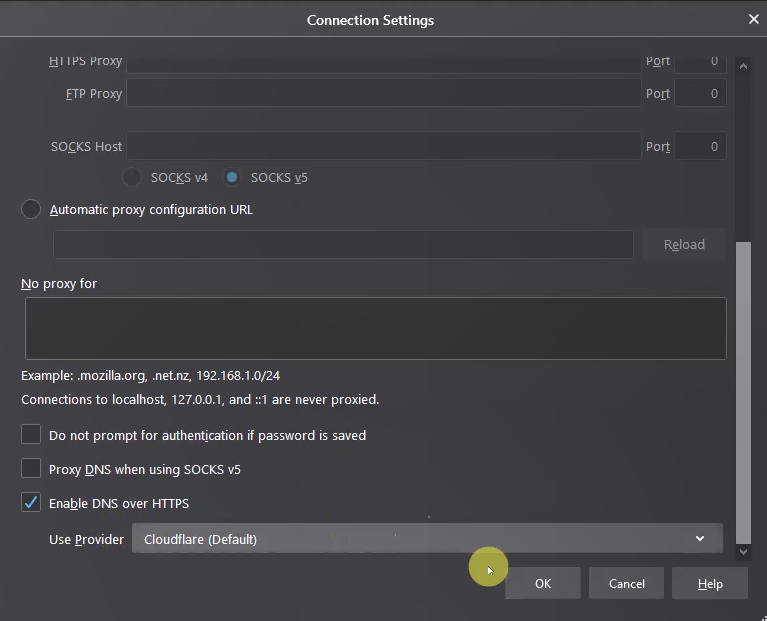 Connection Settings
HTTPS Proxy Port 0
FTP Proxy Port 0
SOCKS Host Port 0
SOCKS v4 SOCKS v5
Automatic proxy configuration URL
Reload
No proxy for
Example: .mozilla.org, .net.nz, 192.168.1.0/24
Connections to localhost, 127.0.0.1, and ::1 are never proxied.
Do not prompt for authentication if password is saved
Proxy DNS when using SOCKS v5
Enable DNS over HTTPS
Use Provider Cloudflare (Default)
OK Cancel Help